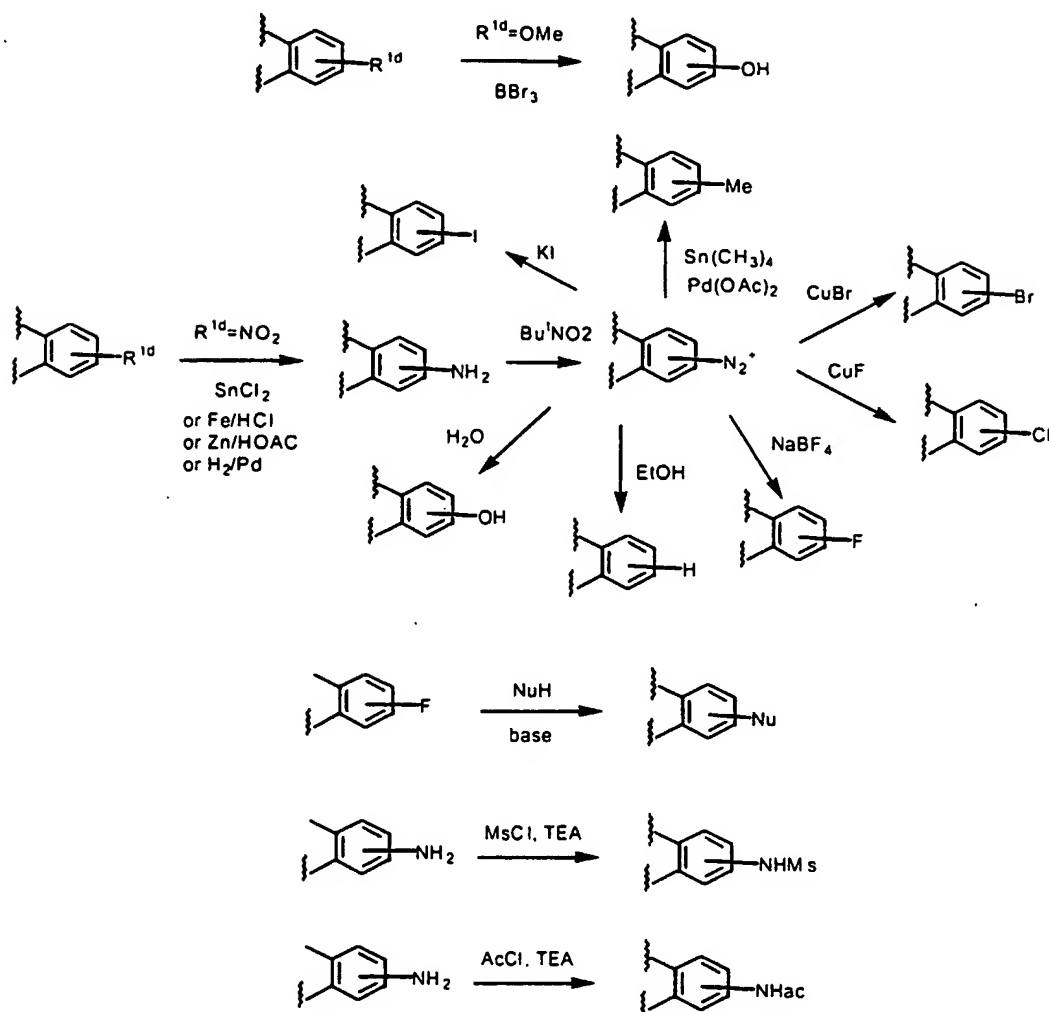 R1d=OMe
R1d
BBr3
OH
Me
I
KI
Sn(CH3)4
Pd(OAc)2
CuBr
Br
R1d=NO2
ButNO2
R1d
NH2
N2+
CuF
SnCl2
or Fe/HCl
or Zn/HOAC
or H2/Pd
H2O
EtOH
NaBF4
Cl
OH
H
F
F
NuH
base
Nu
NH2
MsCl, TEA
NHMs
NH2
AcCl, TEA
NHac